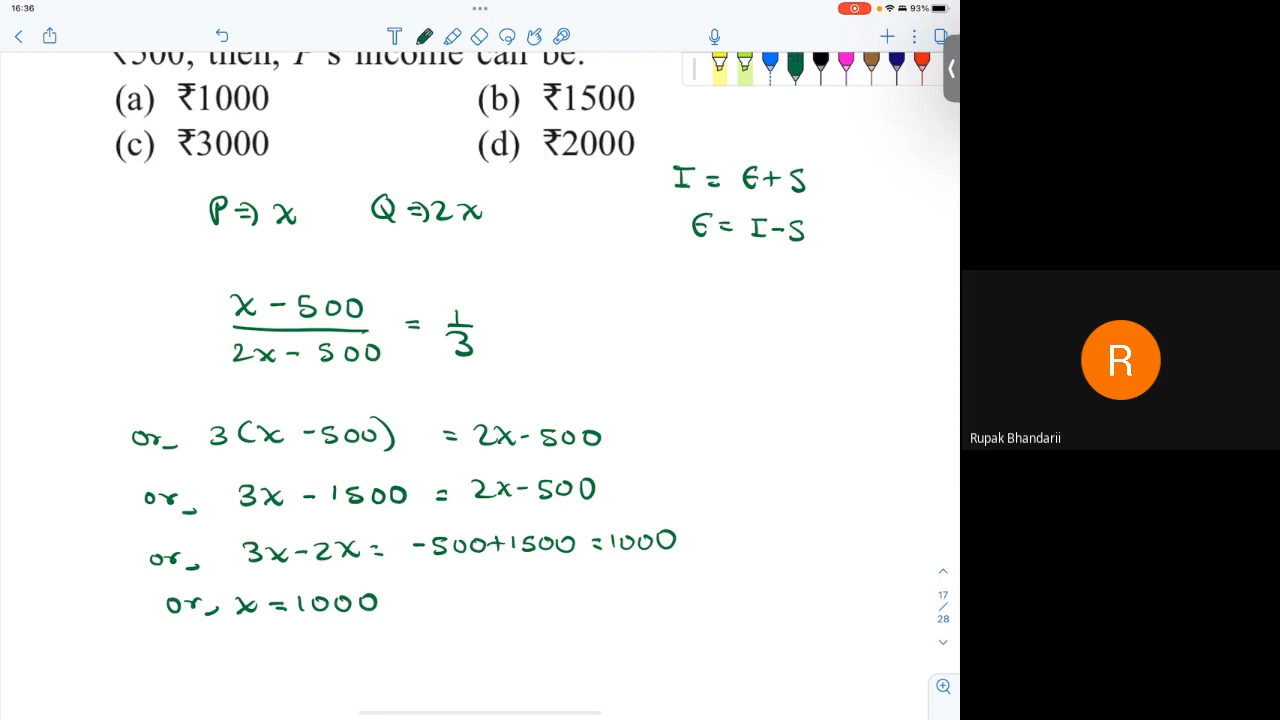 16:36
93%
₹500, then, P's income can be:
(a) ₹1000 (b) ₹1500
(c) ₹3000 (d) ₹2000
I = E + S
P ⇒ x Q ⇒ 2x
E = I - S
x - 500 / 2x - 500 = 1/3
or, 3(x - 500) = 2x - 500
or, 3x - 1500 = 2x - 500
or, 3x - 2x = -500 + 1500 = 1000
or, x = 1000
17
/
28
R
Rupak Bhandarii